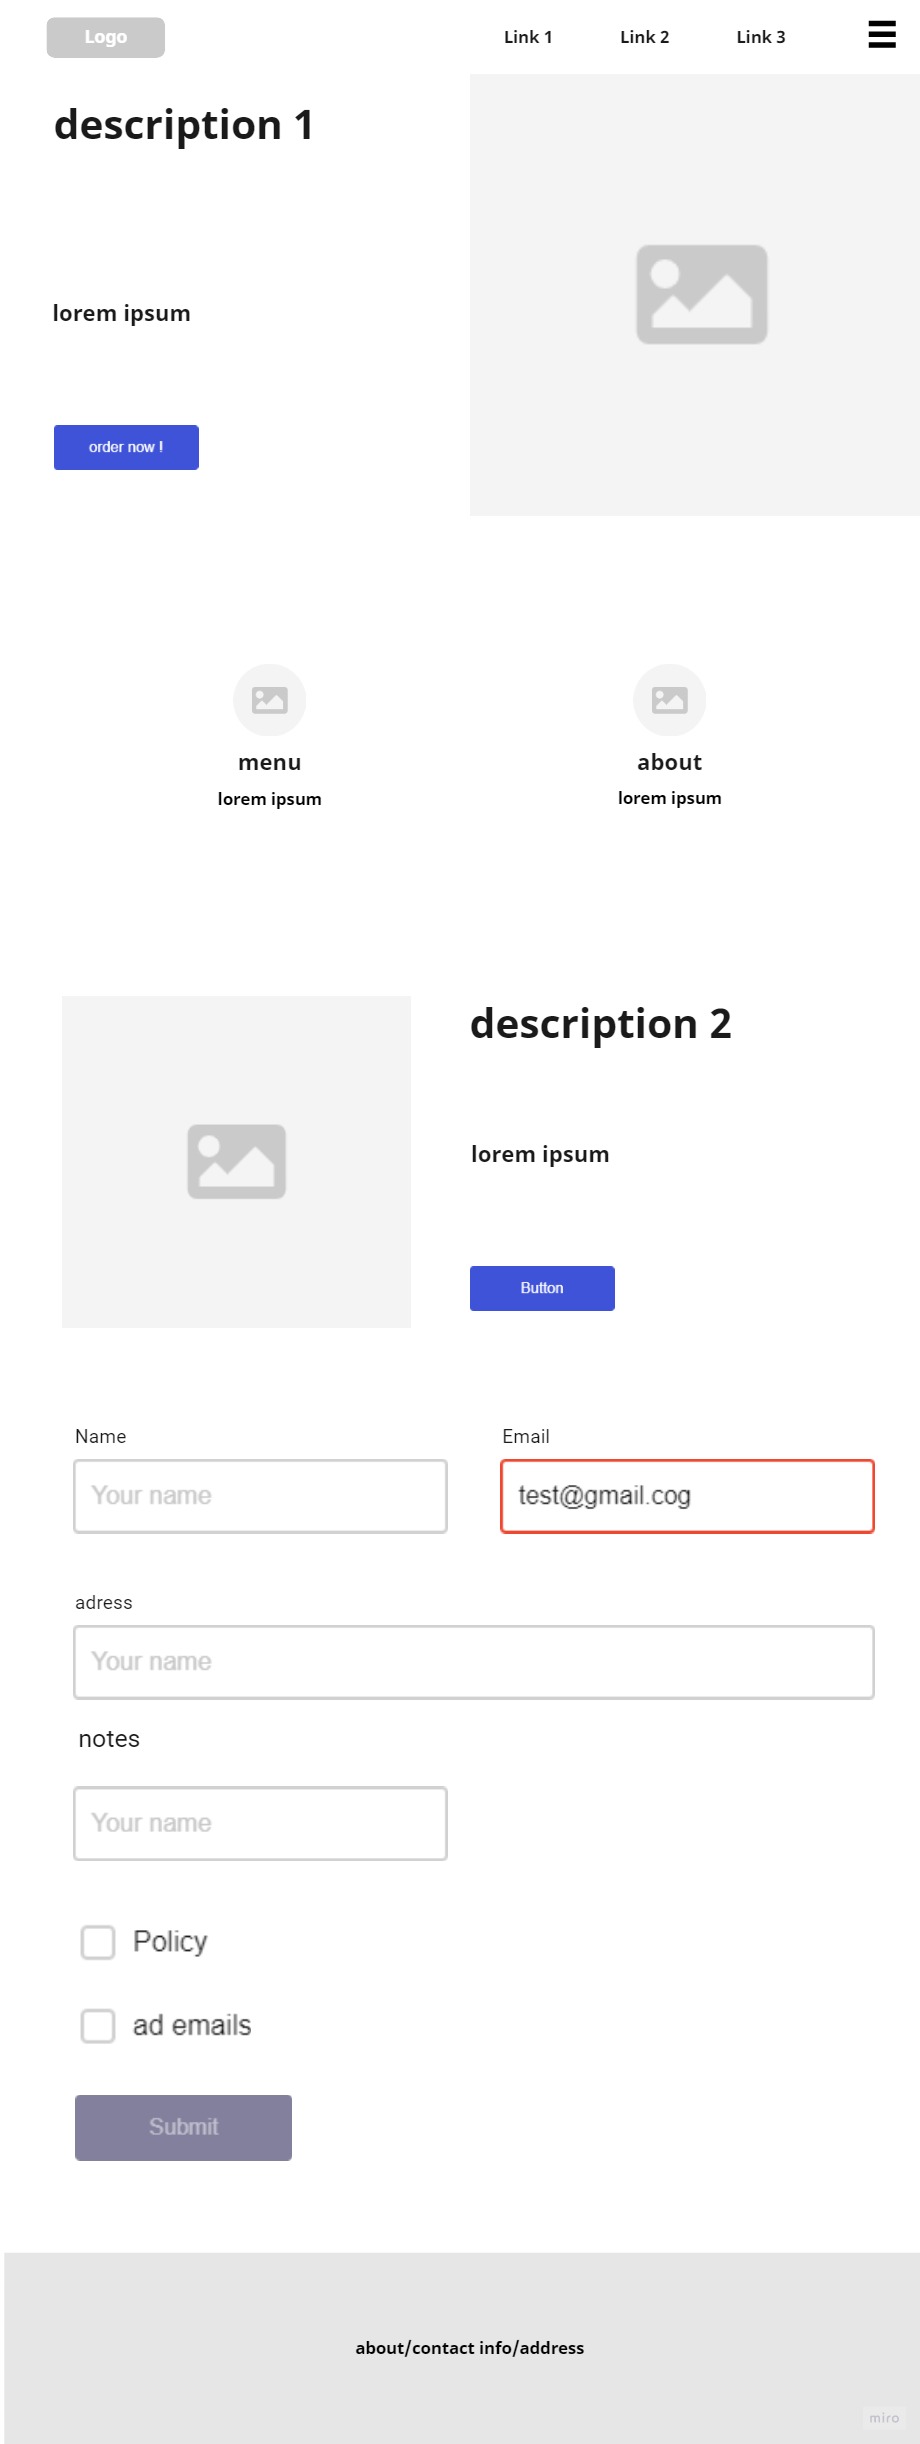 Logo
Link 1
Link 2
Link 3
description 1
lorem ipsum
order now !
menu
lorem ipsum
about
lorem ipsum
description 2
lorem ipsum
Button
Name
Your name
Email
test@gmail.cog
adress
Your name
notes
Your name
Policy
ad emails
Submit
about/contact info/address
miro